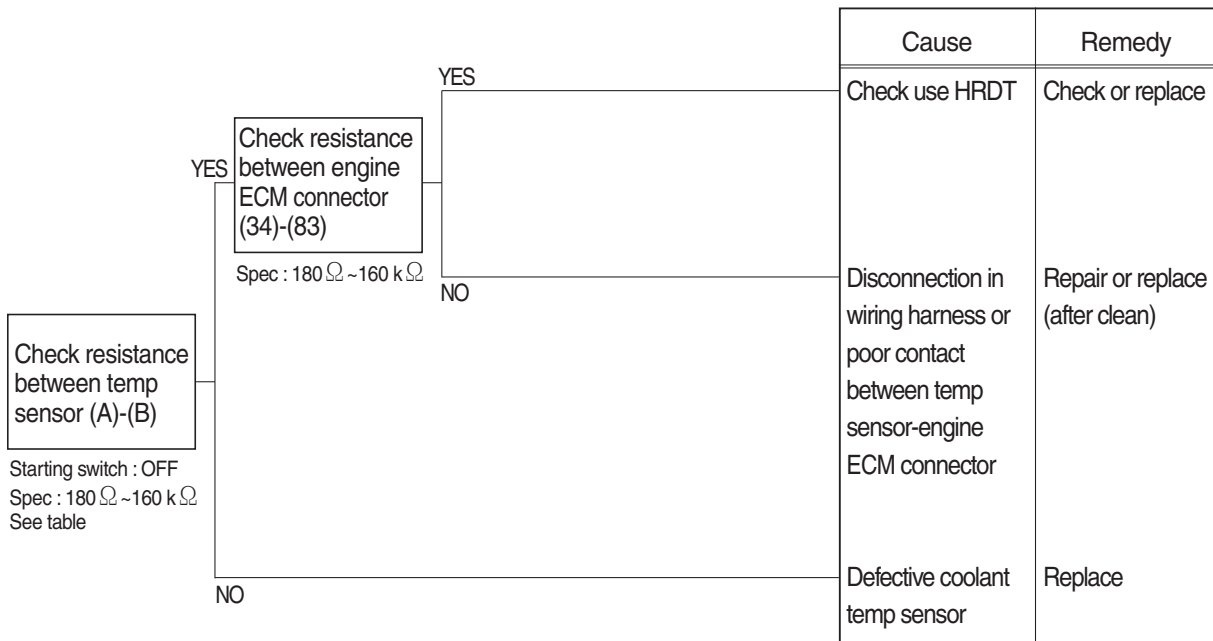 Cause
Remedy
YES
Check use HRDT
Check or replace
Check resistance
between engine
ECM connector
(34)-(83)
YES
Spec : 180 Ω ~160 k Ω
NO
Disconnection in
wiring harness or
poor contact
between temp
sensor-engine
ECM connector
Repair or replace
(after clean)
Check resistance
between temp
sensor (A)-(B)
Starting switch : OFF
Spec : 180 Ω ~160 k Ω
See table
NO
Defective coolant
temp sensor
Replace